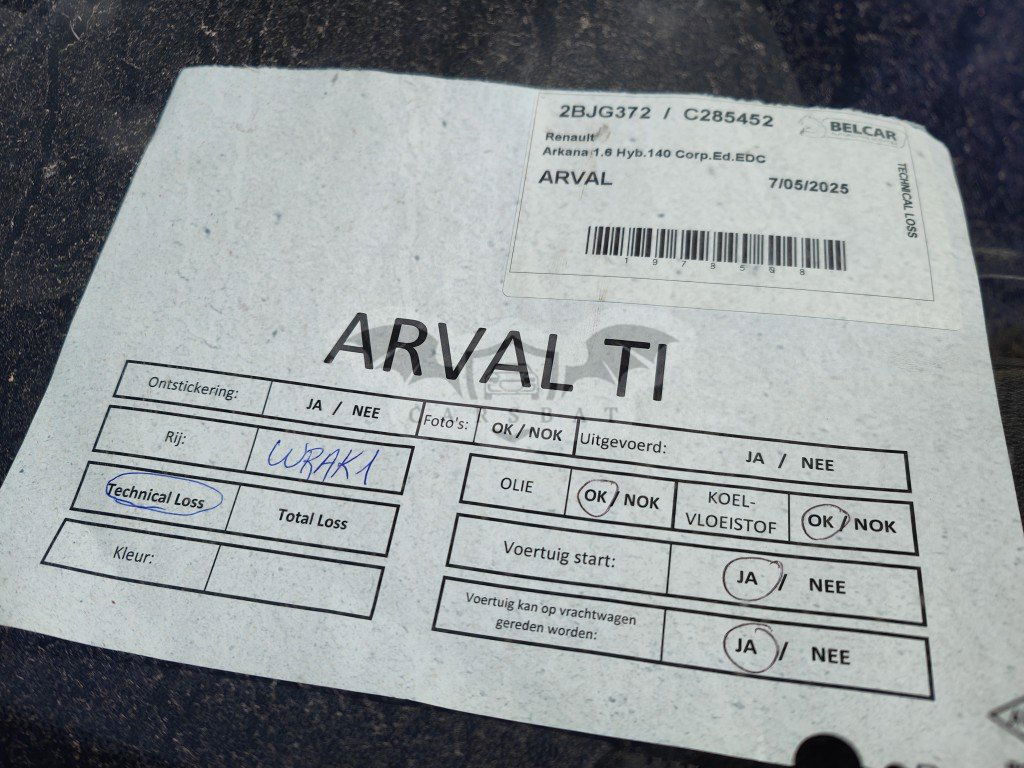 2BJG372 / C285452
BELCAR
Renault
Arkana 1.6 Hyb.140 Corp.Ed.EDC
ARVAL
7/05/2025
TECHNICAL LOSS
1978508
ARVAL TI
CARSBAT
Ontstickering: JA / NEE Foto's: OK / NOK Uitgevoerd: JA / NEE
Rij: WRAK1
OLIE OK / NOK KOEL-
VLOEISTOF OK / NOK
Technical Loss Total Loss
Voertuig start: JA / NEE
Kleur:
Voertuig kan op vrachtwagen
gereden worden: JA / NEE